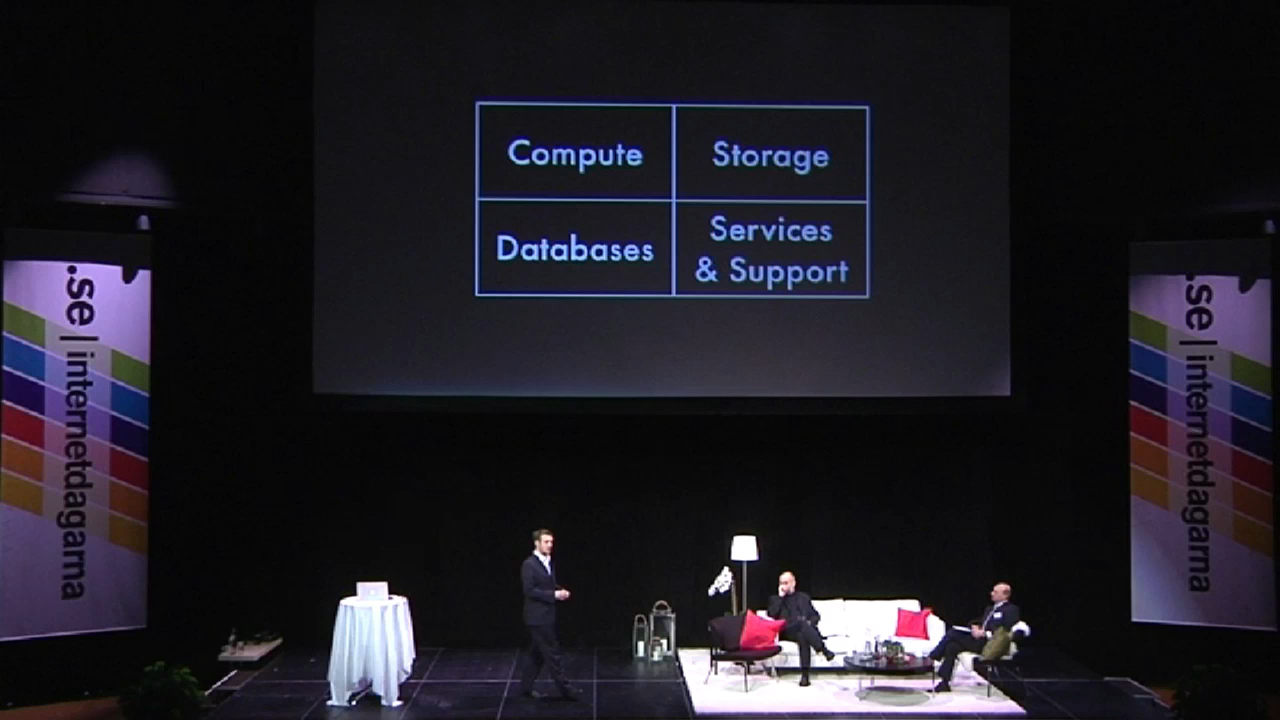 Compute
Storage
Databases
Services
& Support
.se | internetdagarna
.se | internetdagarna